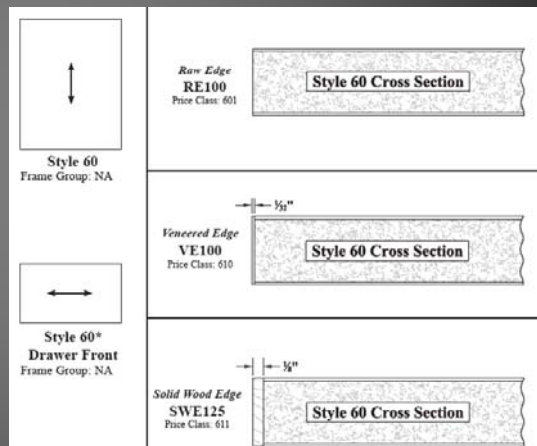 Style 60
Frame Group: NA
Style 60*
Drawer Front
Frame Group: NA
Raw Edge
RE100
Price Class: 601
Style 60 Cross Section
Veneered Edge
VE100
Price Class: 610
1/32"
Style 60 Cross Section
Solid Wood Edge
SWE125
Price Class: 611
⅛"
Style 60 Cross Section